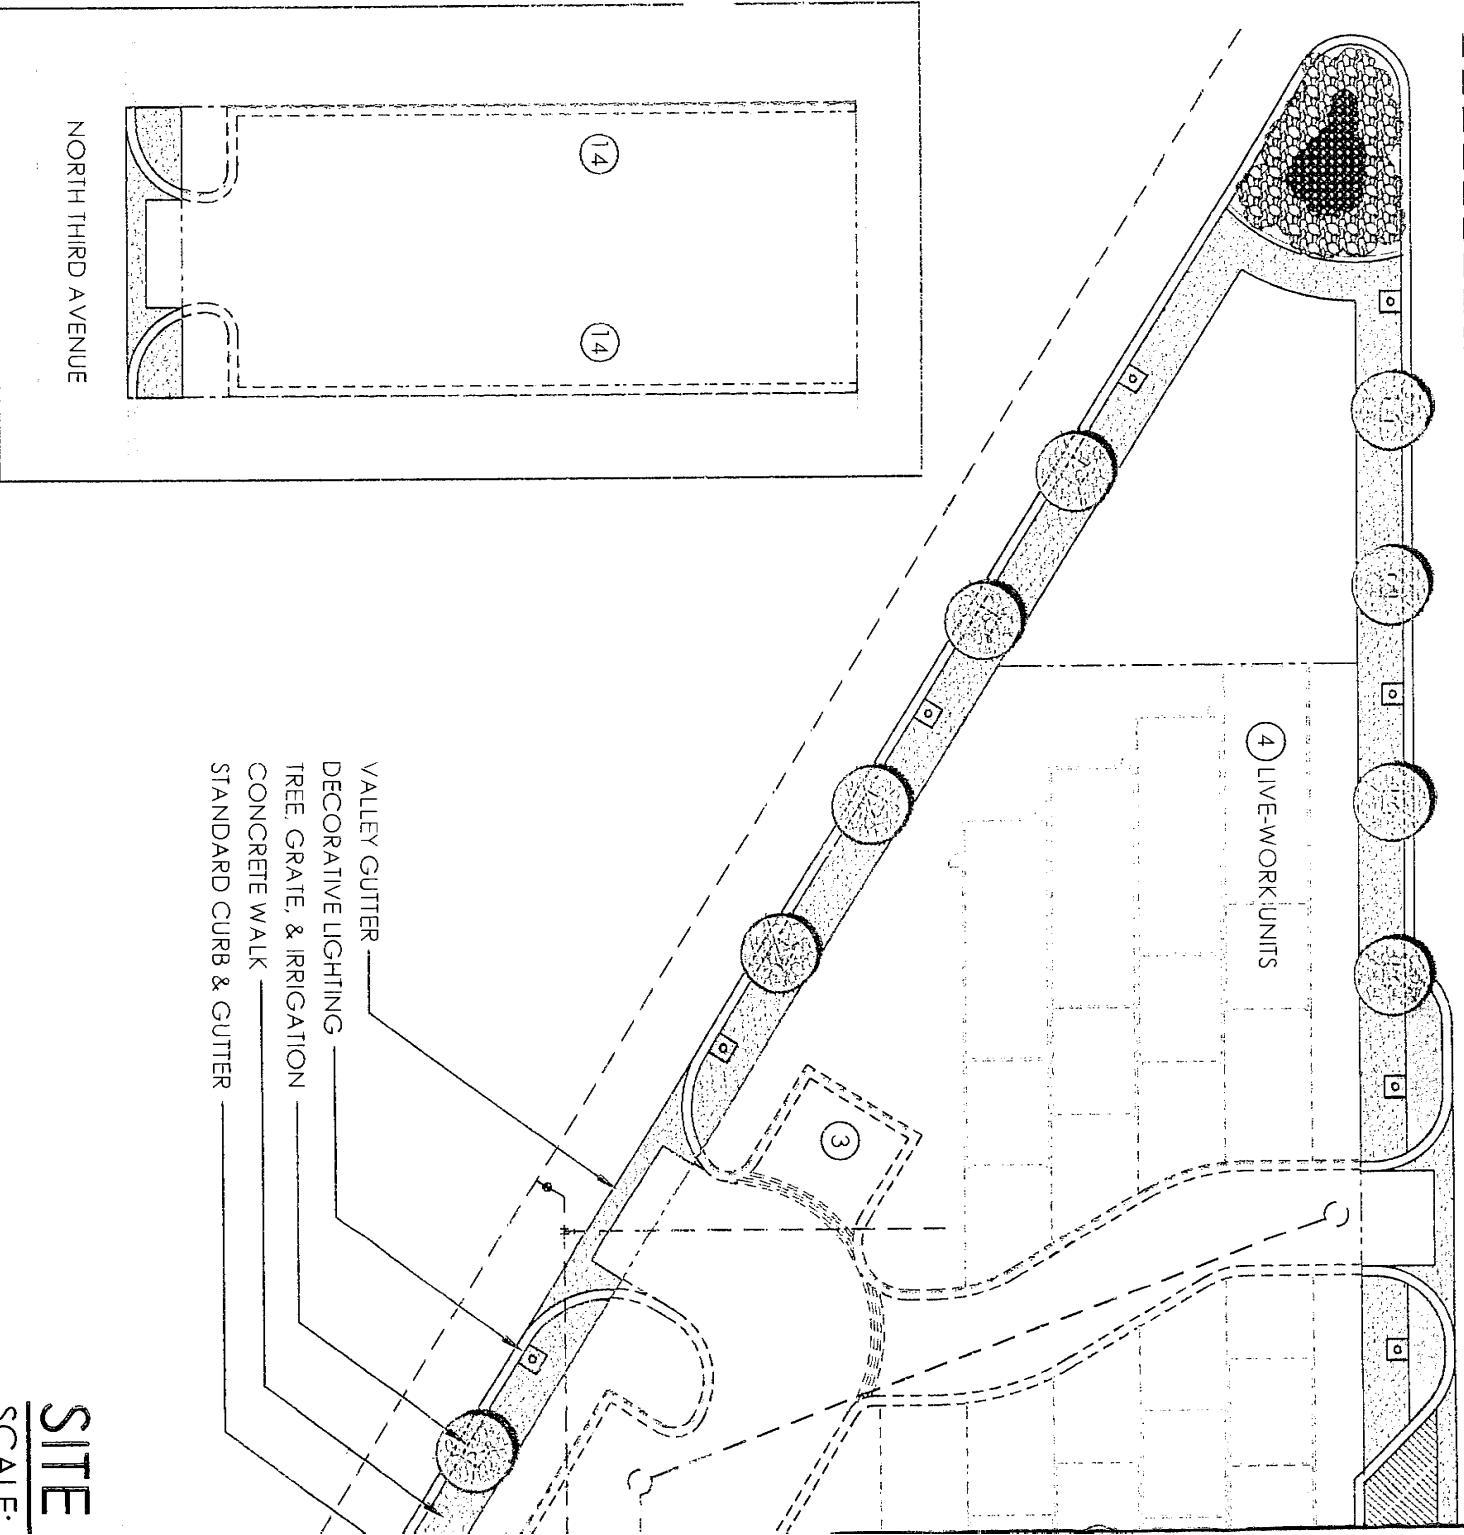 14
14
NORTH THIRD AVENUE
4 LIVE-WORK UNITS
3
VALLEY GUTTER
DECORATIVE LIGHTING
TREE, GRATE, & IRRIGATION
CONCRETE WALK
STANDARD CURB & GUTTER
SITE
SCALE: